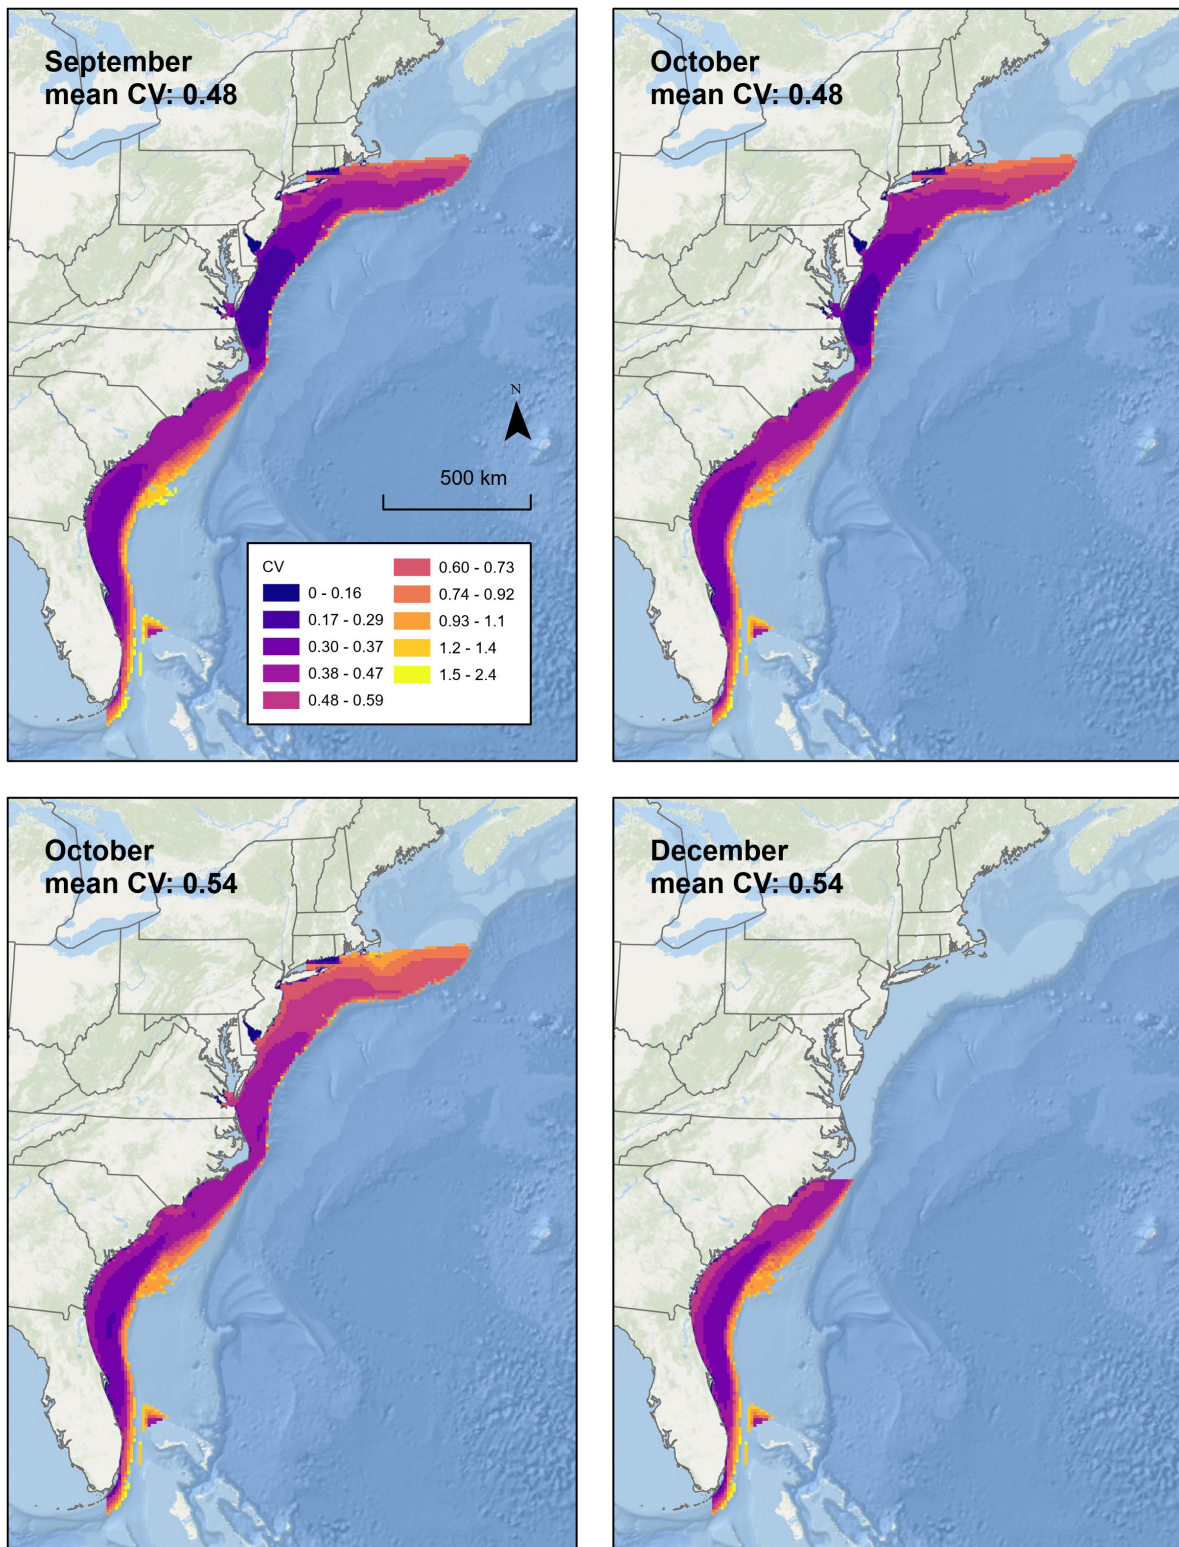 September
mean CV: 0.48
N
500 km
CV
0 - 0.16
0.17 - 0.29
0.30 - 0.37
0.38 - 0.47
0.48 - 0.59
0.60 - 0.73
0.74 - 0.92
0.93 - 1.1
1.2 - 1.4
1.5 - 2.4
October
mean CV: 0.48
October
mean CV: 0.54
December
mean CV: 0.54